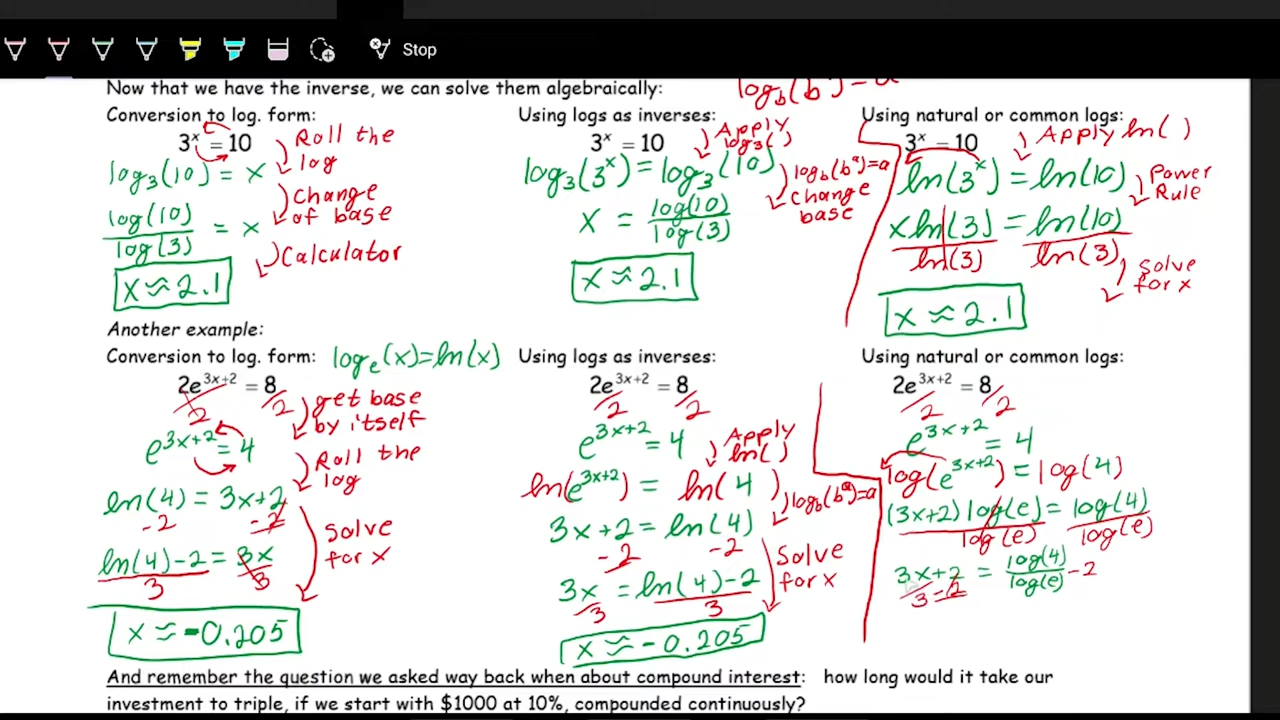 Stop
Now that we have the inverse, we can solve them algebraically:
Conversion to log. form:
3^x = 10
Roll the
log
log₃(10) = x
Change
of base
log(10)/log(3) = x
Calculator
x ≈ 2.1
Using logs as inverses:
3^x = 10
Apply
log₃( )
log₃(3^x) = log₃(10)
log_b(b^a)=a
Change
base
x = log(10)/log(3)
x ≈ 2.1
Using natural or common logs:
3^x = 10
Apply ln( )
ln(3^x) = ln(10)
Power
Rule
x ln(3) = ln(10)
ln(3) ln(3)
Solve
for x
x ≈ 2.1
Another example:
Conversion to log. form:
log_e(x)=ln(x)
2e^(3x+2) = 8
2 2
get base
by itself
e^(3x+2) = 4
Roll the
log
ln(4) = 3x+2
-2 -2
Solve
for x
ln(4)-2 = 3x
3 3
x ≈ -0.205
Using logs as inverses:
2e^(3x+2) = 8
2 2
e^(3x+2) = 4
Apply
ln( )
ln(e^(3x+2)) = ln(4)
log_b(b^a)=a
3x+2 = ln(4)
-2 -2
Solve
for x
3x = ln(4)-2
3 3
x ≈ -0.205
Using natural or common logs:
2e^(3x+2) = 8
2 2
e^(3x+2) = 4
log(e^(3x+2)) = log(4)
(3x+2) log(e) = log(4)
log(e) log(e)
3x+2 = log(4)/log(e) -2
3 -2
And remember the question we asked way back when about compound interest: how long would it take our
investment to triple, if we start with $1000 at 10%, compounded continuously?